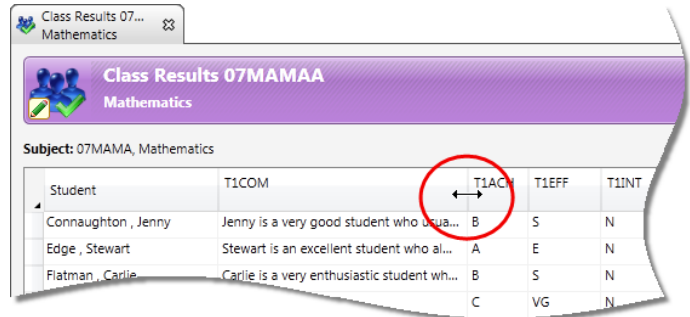 Class Results 07...
Mathematics
Class Results 07MAMAA
Mathematics
Subject: 07MAMA, Mathematics
Student T1COM T1ACH T1EFF T1INT
Connaughton , Jenny Jenny is a very good student who usua... B S N
Edge , Stewart Stewart is an excellent student who al... A E N
Flatman , Carlie Carlie is a very enthusiastic student wh... B S N
C VG N